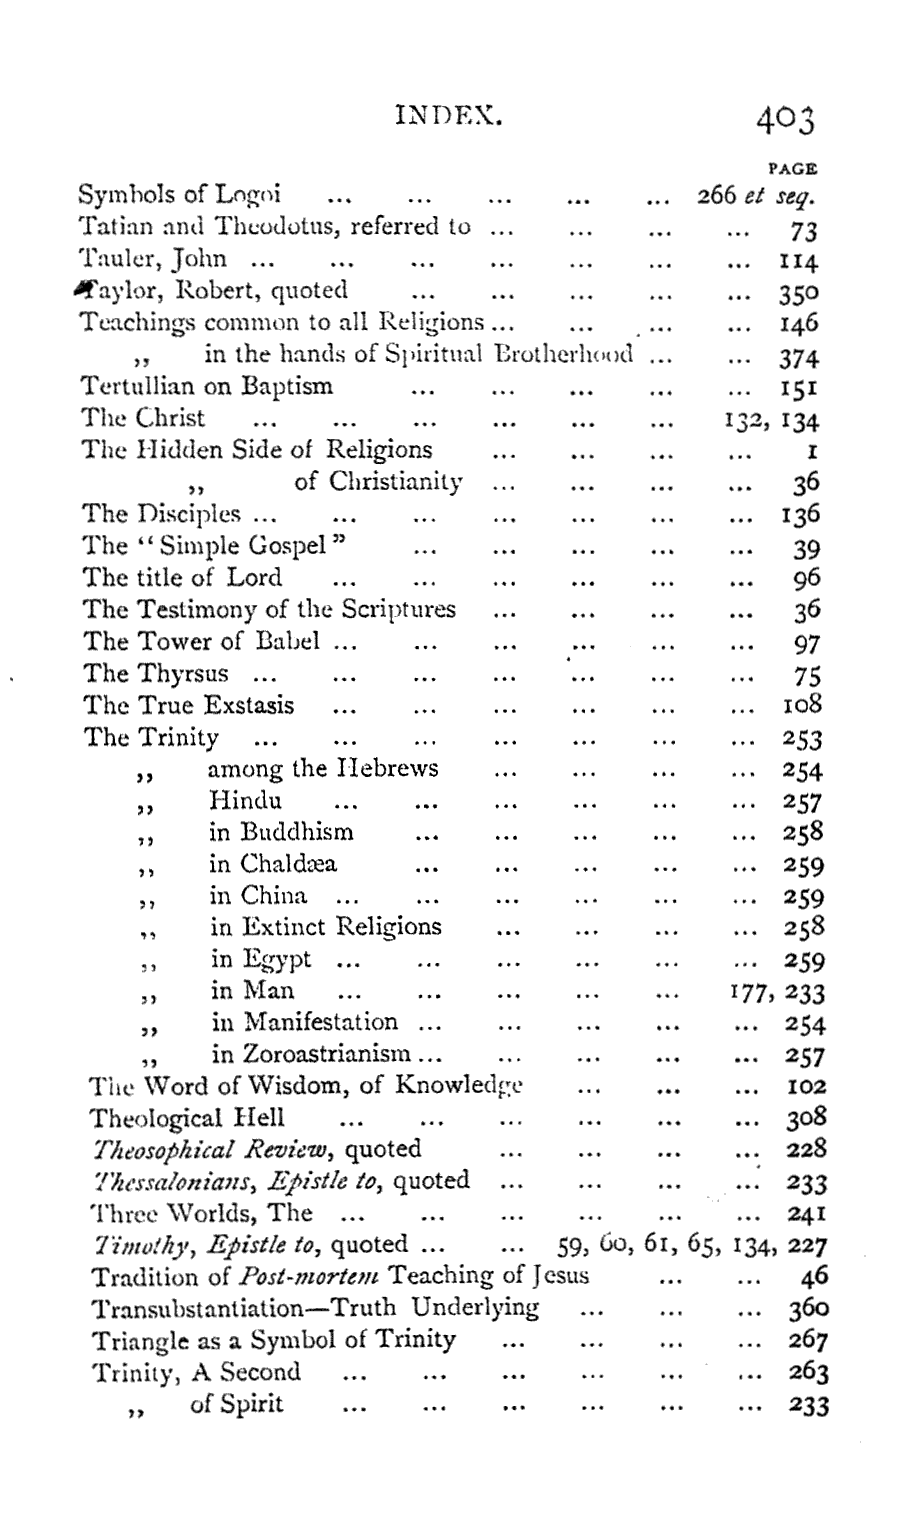 INDEX. 403
PAGE
Symbols of Logoi ... ... ... ... ... 266 et seq.
Tatian and Theodotus, referred to ... ... ... ... 73
Tauler, John ... ... ... ... ... ... ... 114
Taylor, Robert, quoted ... ... ... ... ... 350
Teachings common to all Religions ... ... ... ... 146
,, in the hands of Spiritual Brotherhood ... ... 374
Tertullian on Baptism ... ... ... ... ... 151
The Christ ... ... ... ... ... ... 132, 134
The Hidden Side of Religions ... ... ... ... 1
,, of Christianity ... ... ... ... 36
The Disciples ... ... ... ... ... ... ... 136
The “Simple Gospel” ... ... ... ... ... 39
The title of Lord ... ... ... ... ... ... 96
The Testimony of the Scriptures ... ... ... ... 36
The Tower of Babel ... ... ... ... ... ... 97
The Thyrsus ... ... ... ... ... ... ... 75
The True Exstasis ... ... ... ... ... ... 108
The Trinity ... ... ... ... ... ... ... 253
,, among the Hebrews ... ... ... ... 254
,, Hindu ... ... ... ... ... ... 257
,, in Buddhism ... ... ... ... ... 258
,, in Chaldæa ... ... ... ... ... 259
,, in China ... ... ... ... ... ... 259
,, in Extinct Religions ... ... ... ... 258
,, in Egypt ... ... ... ... ... ... 259
,, in Man ... ... ... ... ... 177, 233
,, in Manifestation ... ... ... ... ... 254
,, in Zoroastrianism ... ... ... ... ... 257
The Word of Wisdom, of Knowledge ... ... ... 102
Theological Hell ... ... ... ... ... ... 308
Theosophical Review, quoted ... ... ... ... 228
Thessalonians, Epistle to, quoted ... ... ... ... 233
Three Worlds, The ... ... ... ... ... ... 241
Timothy, Epistle to, quoted ... ... 59, 60, 61, 65, 134, 227
Tradition of Post-mortem Teaching of Jesus ... ... 46
Transubstantiation—Truth Underlying ... ... ... 360
Triangle as a Symbol of Trinity ... ... ... ... 267
Trinity, A Second ... ... ... ... ... ... 263
,, of Spirit ... ... ... ... ... ... 233